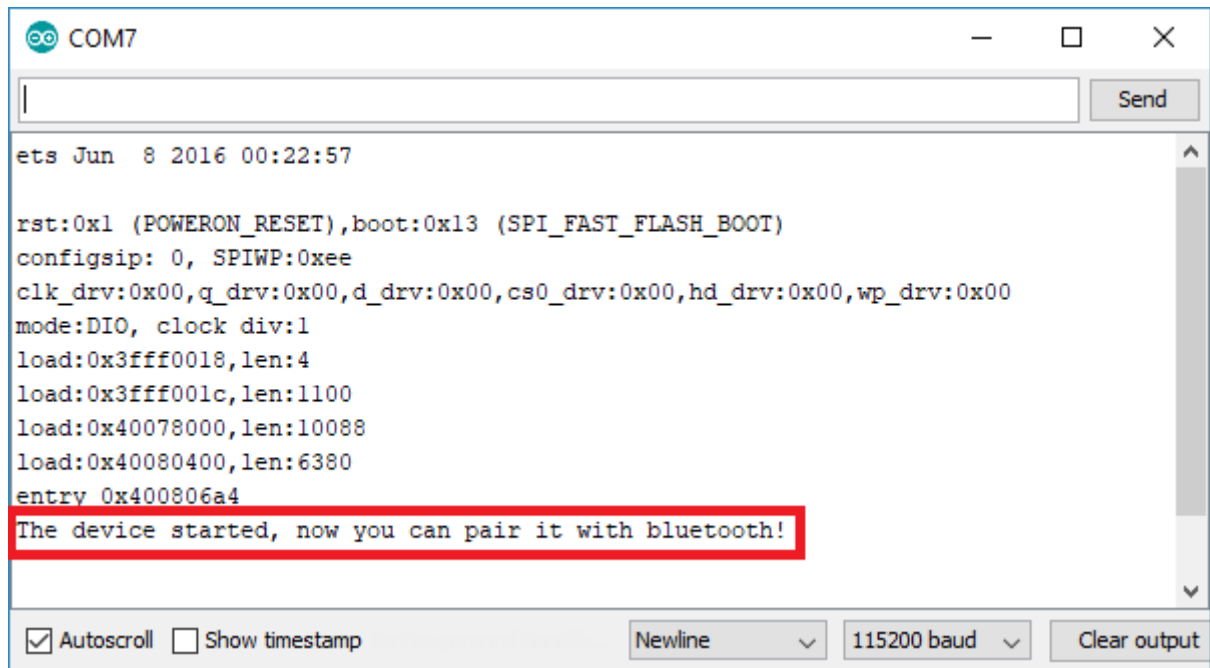 COM7
Send
ets Jun  8 2016 00:22:57
rst:0x1 (POWERON_RESET),boot:0x13 (SPI_FAST_FLASH_BOOT)
configsip: 0, SPIWP:0xee
clk_drv:0x00,q_drv:0x00,d_drv:0x00,cs0_drv:0x00,hd_drv:0x00,wp_drv:0x00
mode:DIO, clock div:1
load:0x3fff0018,len:4
load:0x3fff001c,len:1100
load:0x40078000,len:10088
load:0x40080400,len:6380
entry 0x400806a4
The device started, now you can pair it with bluetooth!
Autoscroll Show timestamp Newline 115200 baud Clear output